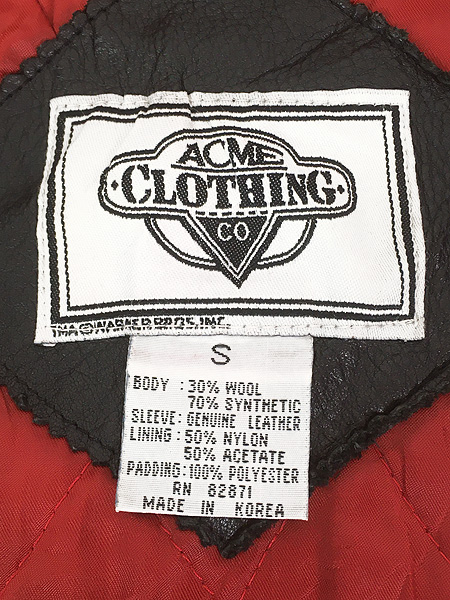 ACME
·CLOTHING·
CO
TMA©WARNER BROS. INC.
S
BODY : 30% WOOL
70% SYNTHETIC
SLEEVE: GENUINE LEATHER
LINING : 50% NYLON
50% ACETATE
PADDING: 100% POLYESTER
RN 82871
MADE IN KOREA